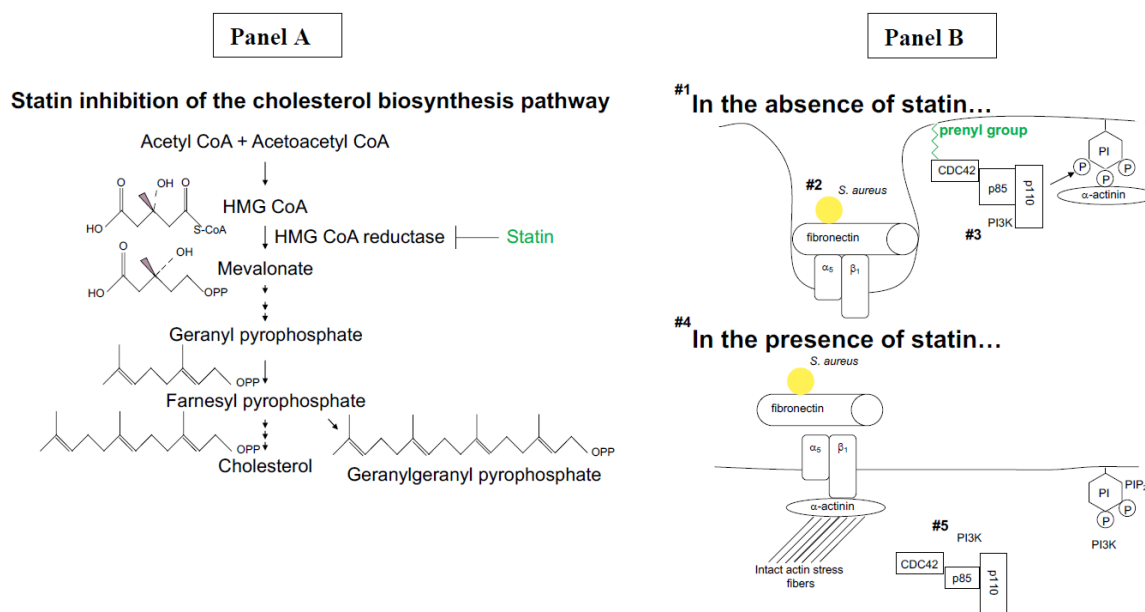 Panel A
Statin inhibition of the cholesterol biosynthesis pathway
Acetyl CoA + Acetoacetyl CoA
O
OH
O
HO
S-CoA
HMG CoA
HMG CoA reductase
Statin
O
OH
HO
OPP
Mevalonate
Geranyl pyrophosphate
OPP
Farnesyl pyrophosphate
OPP
Cholesterol
OPP
Geranylgeranyl pyrophosphate
Panel B
#1 In the absence of statin...
prenyl group
CDC42
p85
p110
PI3K
#3
PI
P
P
P
α-actinin
#2
S. aureus
fibronectin
α5
β1
#4 In the presence of statin...
S. aureus
fibronectin
α5
β1
α-actinin
Intact actin stress
fibers
#5
PI3K
CDC42
p85
p110
PI
P
P
PI3K